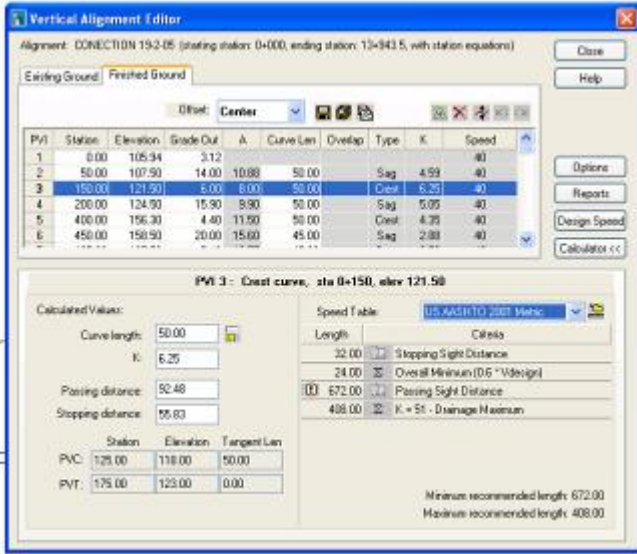 Vertical Alignment Editor
Alignment: CONECTION 19-2-05 (starting station: 0+000, ending station: 13+943.5, with station equations)
Close
Help
Existing Ground Finished Ground
Offset: Center
PVI Station Elevation Grade Out A Curve Len Overlap Type K Speed
1 0.00 105.94 3.12 40
2 50.00 107.50 14.00 10.88 50.00 Sag 4.59 40
3 150.00 121.50 6.00 8.00 50.00 Crest 6.25 40
4 200.00 124.50 15.90 9.90 50.00 Sag 5.05 40
5 400.00 156.30 4.40 11.50 50.00 Crest 4.35 40
6 450.00 158.50 20.00 15.60 45.00 Sag 2.88 40
Options
Reports
Design Speed
Calculator <<
PVI 3 : Crest curve, sta 0+150, elev 121.50
Calculated Values:
Curve length: 50.00
K: 6.25
Passing distance: 92.48
Stopping distance: 55.83
Station Elevation Tangent Len
PVC: 125.00 118.00 50.00
PVT: 175.00 123.00 0.00
Speed Table: US AASHTO 2001 Metric
Length Criteria
32.00 Stopping Sight Distance
24.00 Overall Minimum (0.6 * Vdesign)
672.00 Passing Sight Distance
408.00 K = 51 - Drainage Maximum
Minimum recommended length: 672.00
Maximum recommended length: 408.00